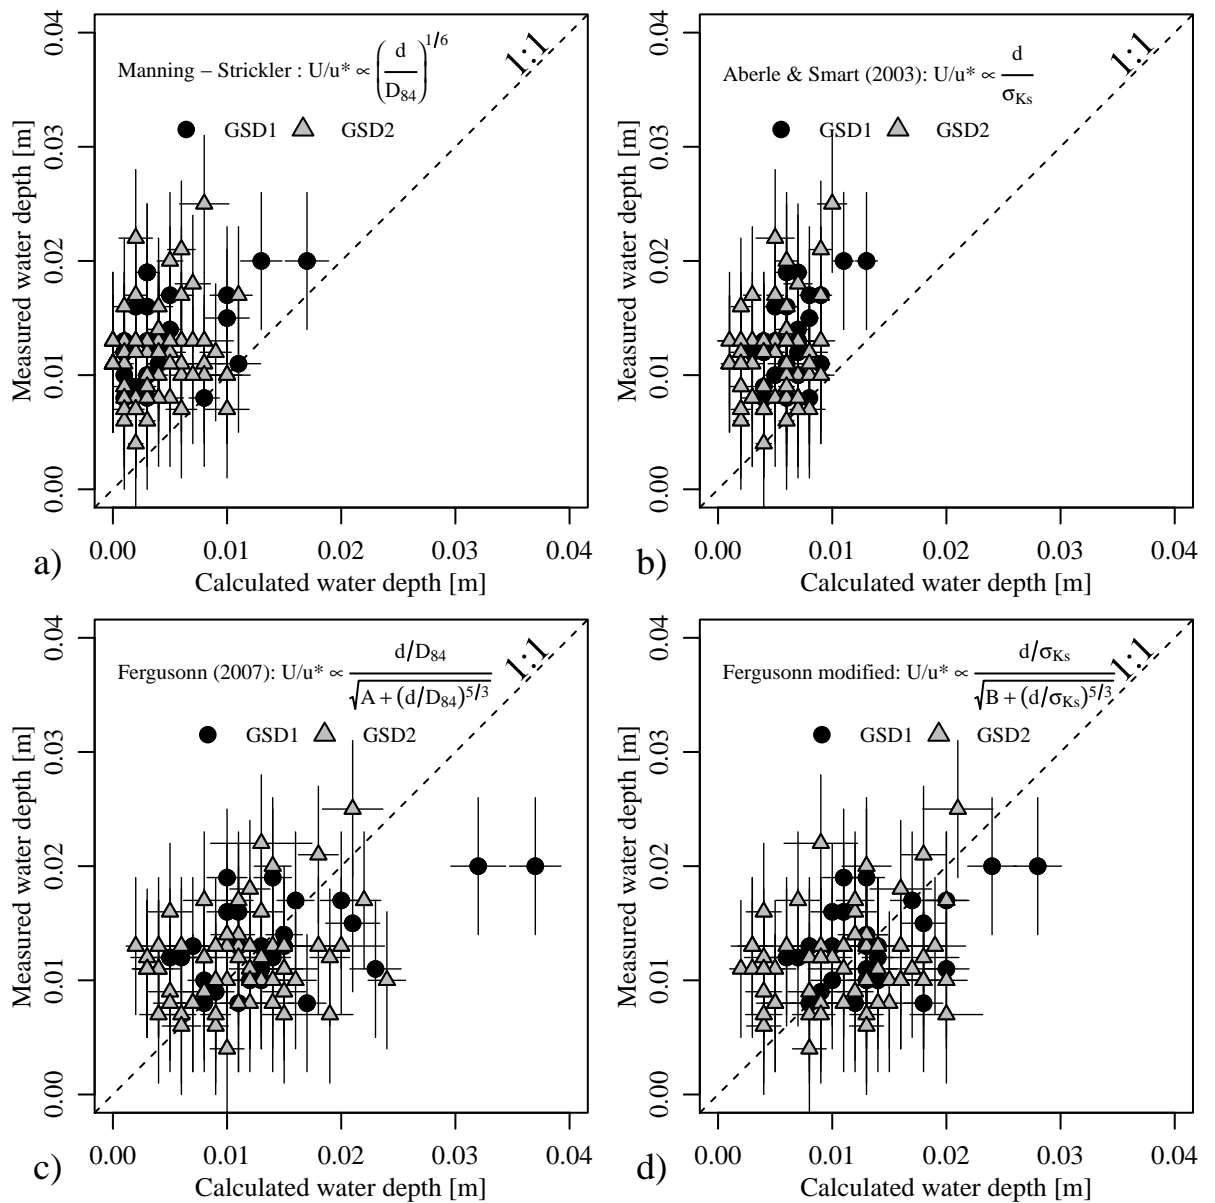 Manning – Strickler : U/u* ∝ (d/D84)^1/6
1:1
GSD1 GSD2
Measured water depth [m]
0.04
0.03
0.02
0.01
0.00
0.00 0.01 0.02 0.03 0.04
Calculated water depth [m]
a)
Aberle & Smart (2003): U/u* ∝ d/σKs
1:1
GSD1 GSD2
Measured water depth [m]
0.04
0.03
0.02
0.01
0.00
0.00 0.01 0.02 0.03 0.04
Calculated water depth [m]
b)
Fergusonn (2007): U/u* ∝ d/D84 / √(A + (d/D84)^5/3)
1:1
GSD1 GSD2
Measured water depth [m]
0.04
0.03
0.02
0.01
0.00
0.00 0.01 0.02 0.03 0.04
Calculated water depth [m]
c)
Fergusonn modified: U/u* ∝ d/σKs / √(B + (d/σKs)^5/3)
1:1
GSD1 GSD2
Measured water depth [m]
0.04
0.03
0.02
0.01
0.00
0.00 0.01 0.02 0.03 0.04
Calculated water depth [m]
d)